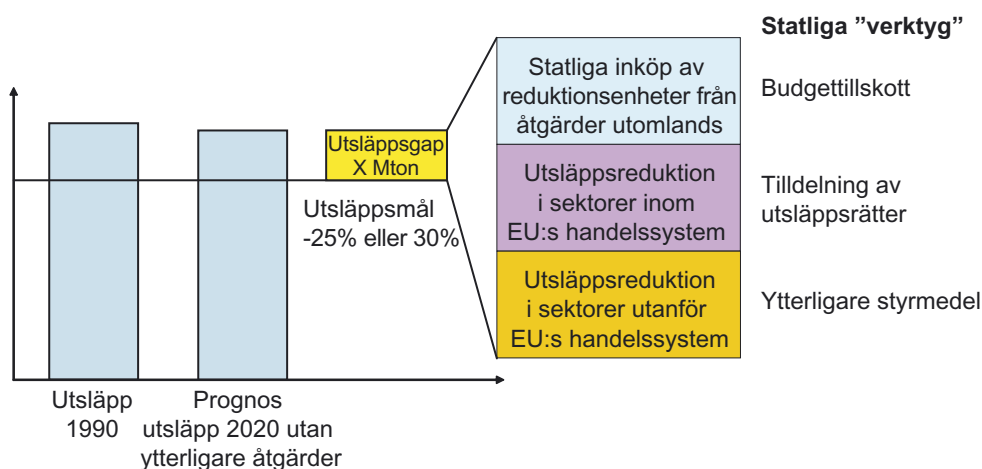 Statliga ”verktyg”
Statliga inköp av
reduktionsenheter från
åtgärder utomlands
Budgettillskott
Utsläppsgap
X Mton
Utsläppsreduktion
i sektorer inom
EU:s handelssystem
Tilldelning av
utsläppsrätter
Utsläppsmål
-25% eller 30%
Utsläppsreduktion
i sektorer utanför
EU:s handelssystem
Ytterligare styrmedel
Utsläpp
1990
Prognos
utsläpp 2020 utan
ytterligare åtgärder